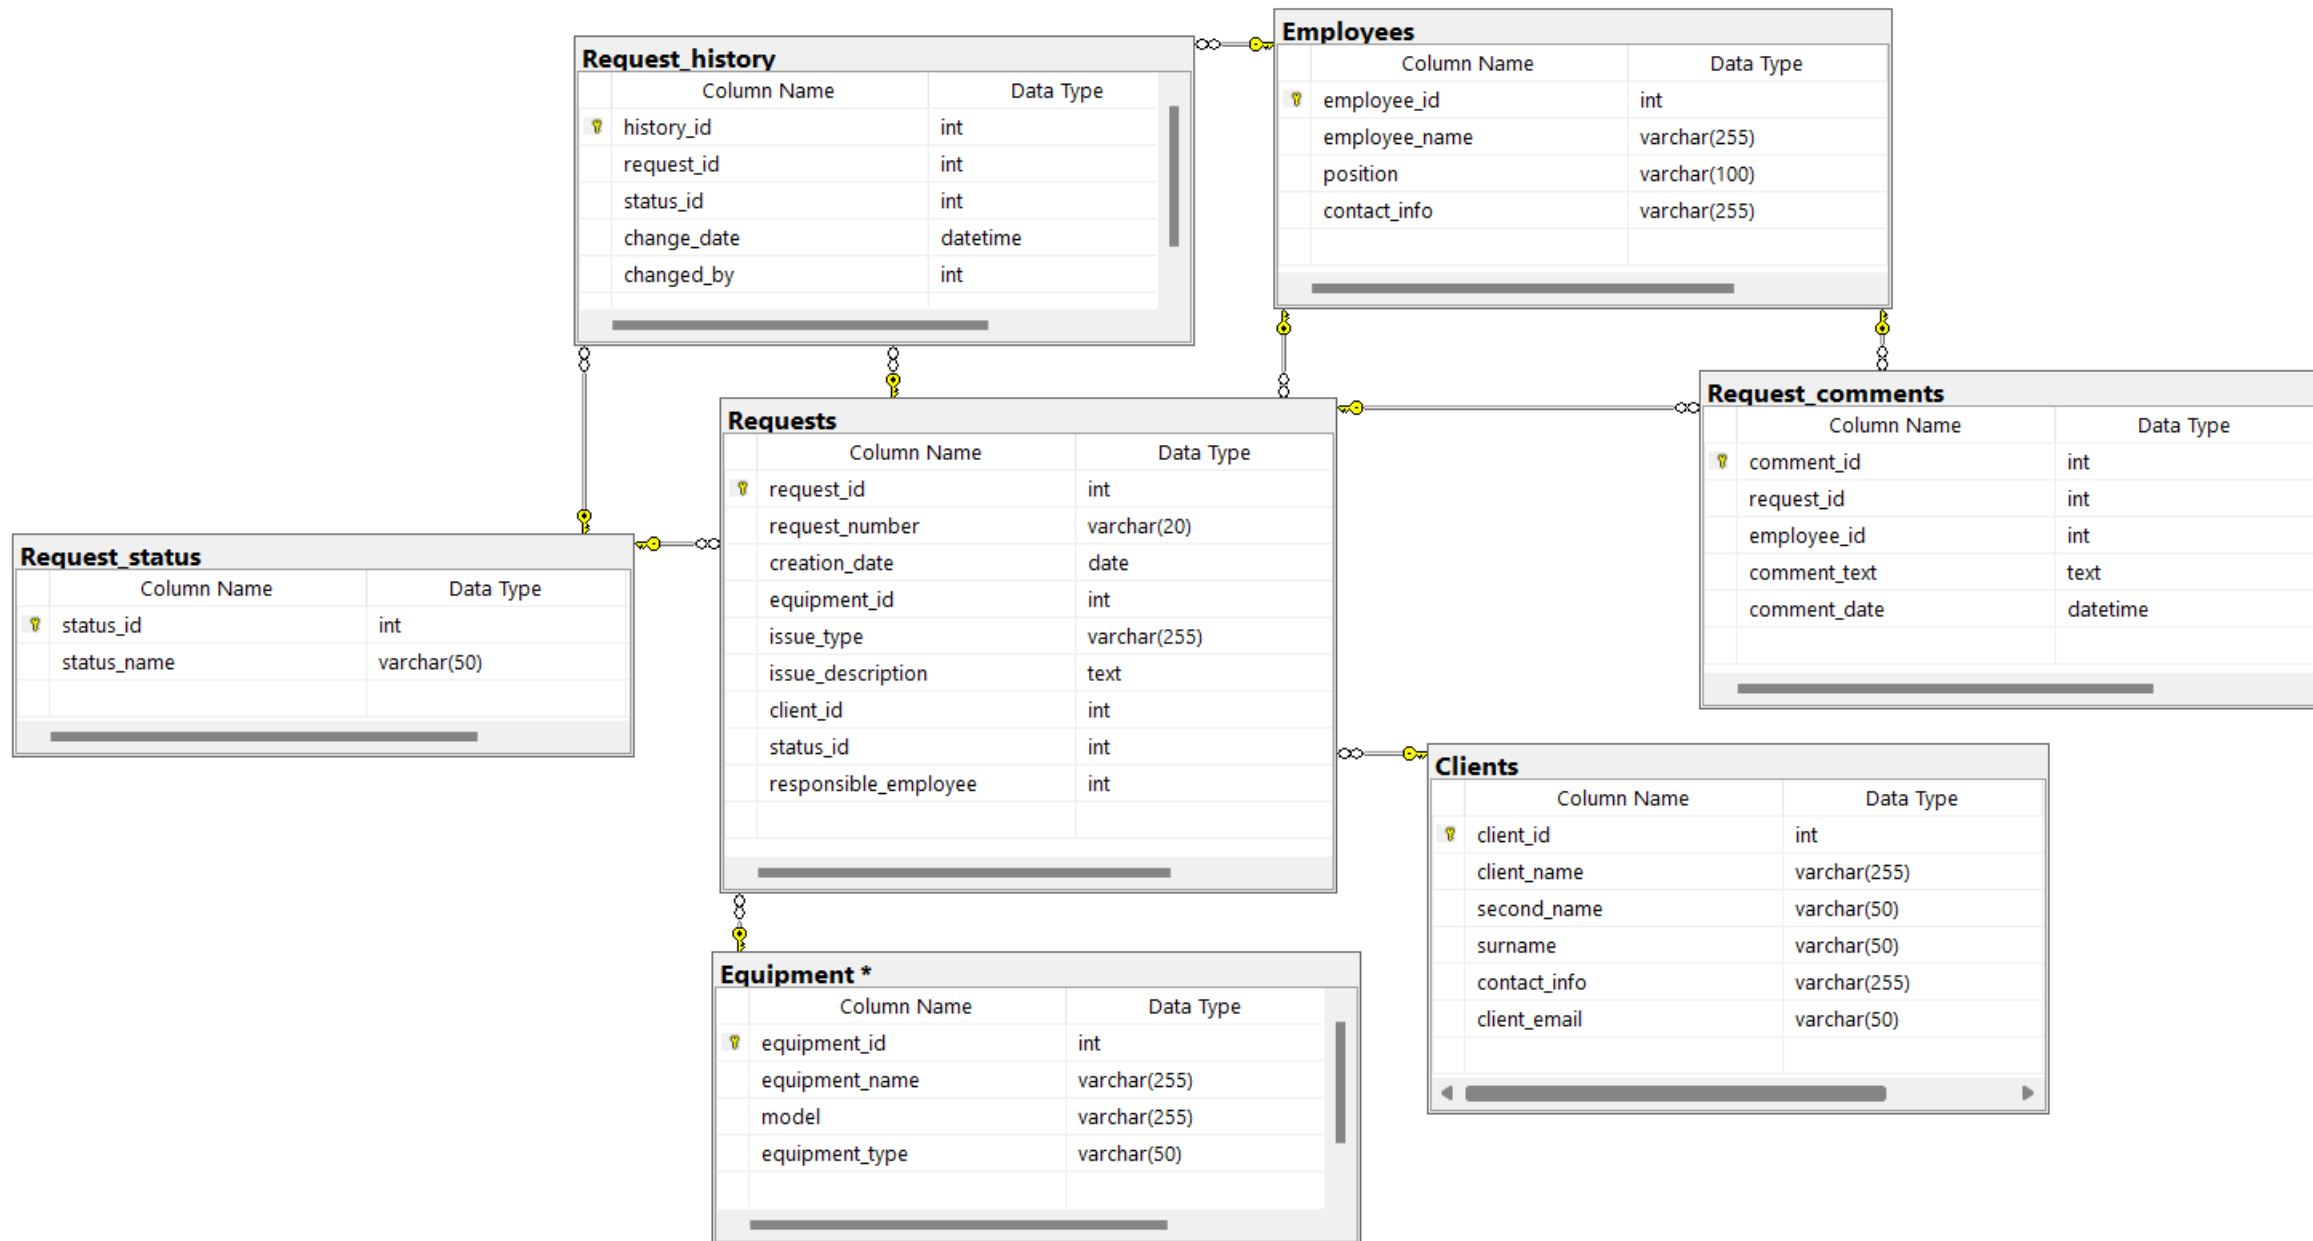 Request_history
Column Name Data Type
history_id int
request_id int
status_id int
change_date datetime
changed_by int
Employees
Column Name Data Type
employee_id int
employee_name varchar(255)
position varchar(100)
contact_info varchar(255)
Requests
Column Name Data Type
request_id int
request_number varchar(20)
creation_date date
equipment_id int
issue_type varchar(255)
issue_description text
client_id int
status_id int
responsible_employee int
Request_comments
Column Name Data Type
comment_id int
request_id int
employee_id int
comment_text text
comment_date datetime
Request_status
Column Name Data Type
status_id int
status_name varchar(50)
Clients
Column Name Data Type
client_id int
client_name varchar(255)
second_name varchar(50)
surname varchar(50)
contact_info varchar(255)
client_email varchar(50)
Equipment *
Column Name Data Type
equipment_id int
equipment_name varchar(255)
model varchar(255)
equipment_type varchar(50)